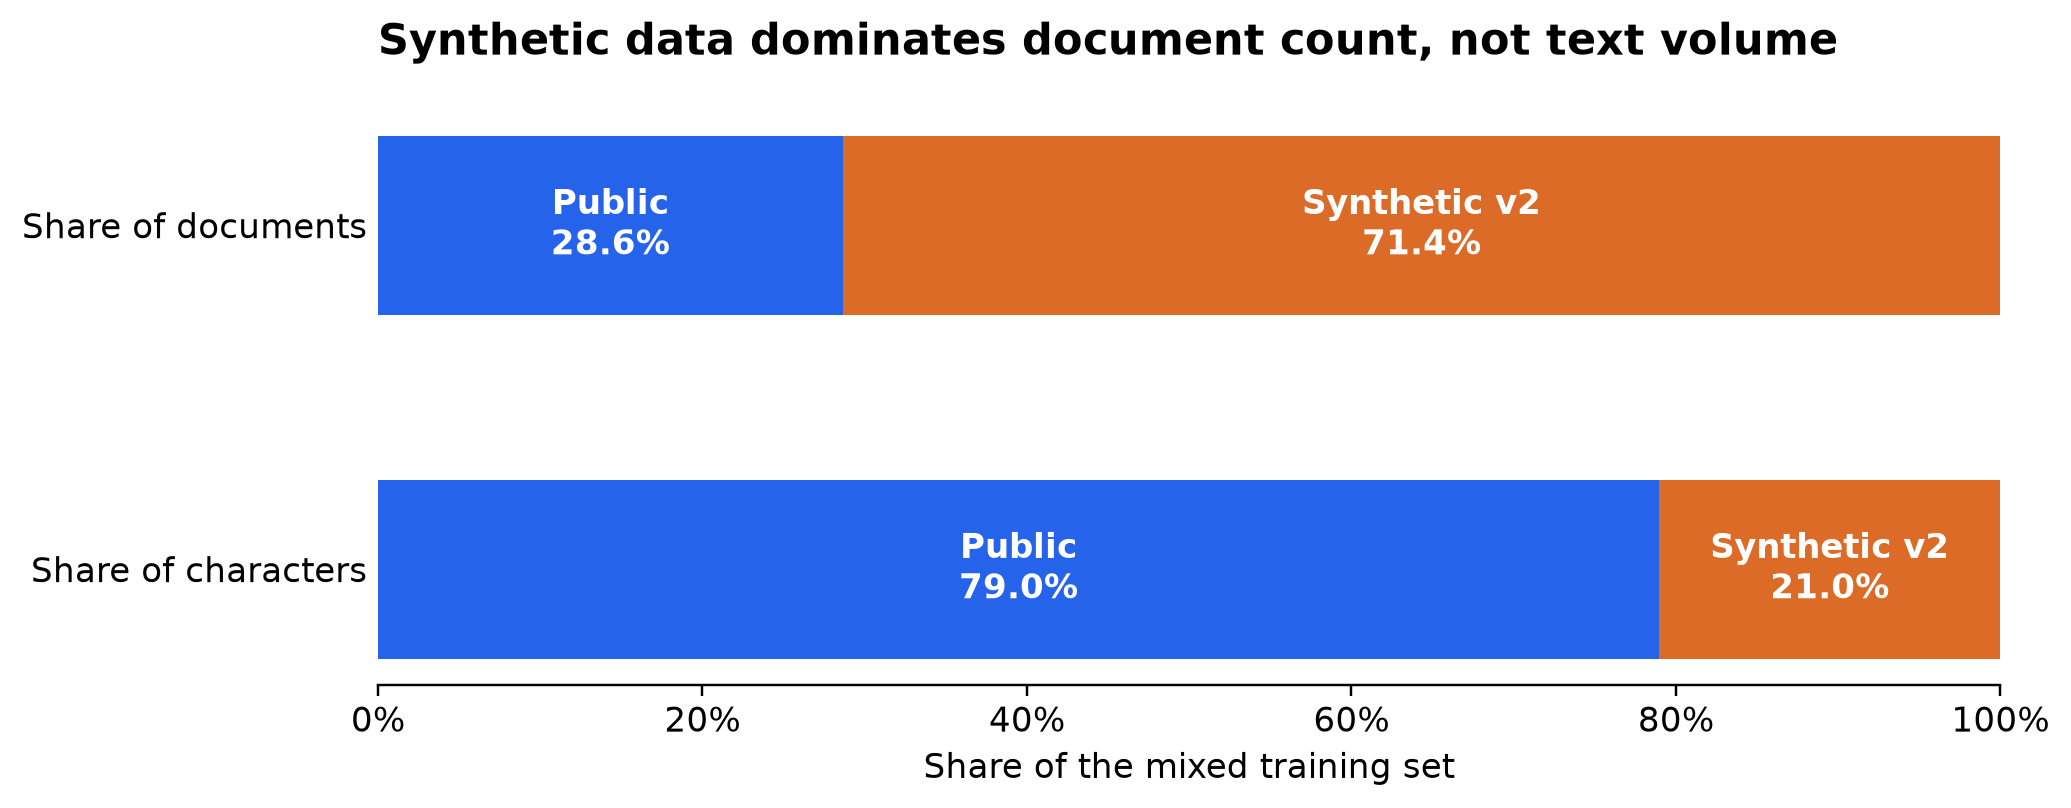 Synthetic data dominates document count, not text volume
Share of documents
Public
28.6%
Synthetic v2
71.4%
Share of characters
Public
79.0%
Synthetic v2
21.0%
0% 20% 40% 60% 80% 100%
Share of the mixed training set